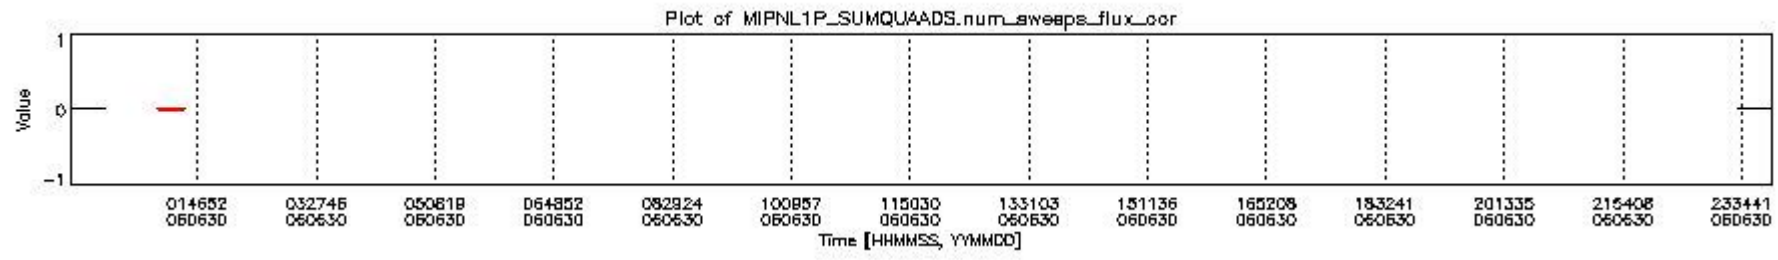 Plot of MIPNL1P_SUMQUAADS.num_sweeps_flux_cor
1
Value
0
-1
014652 032746 050819 064852 082924 100957 115030 133103 151136 165208 183241 201335 215408 233441
060630 060630 060630 060630 060630 060630 060630 060630 060630 060630 060630 060630 060630 060630
Time [HHMMSS, YYMMDD]